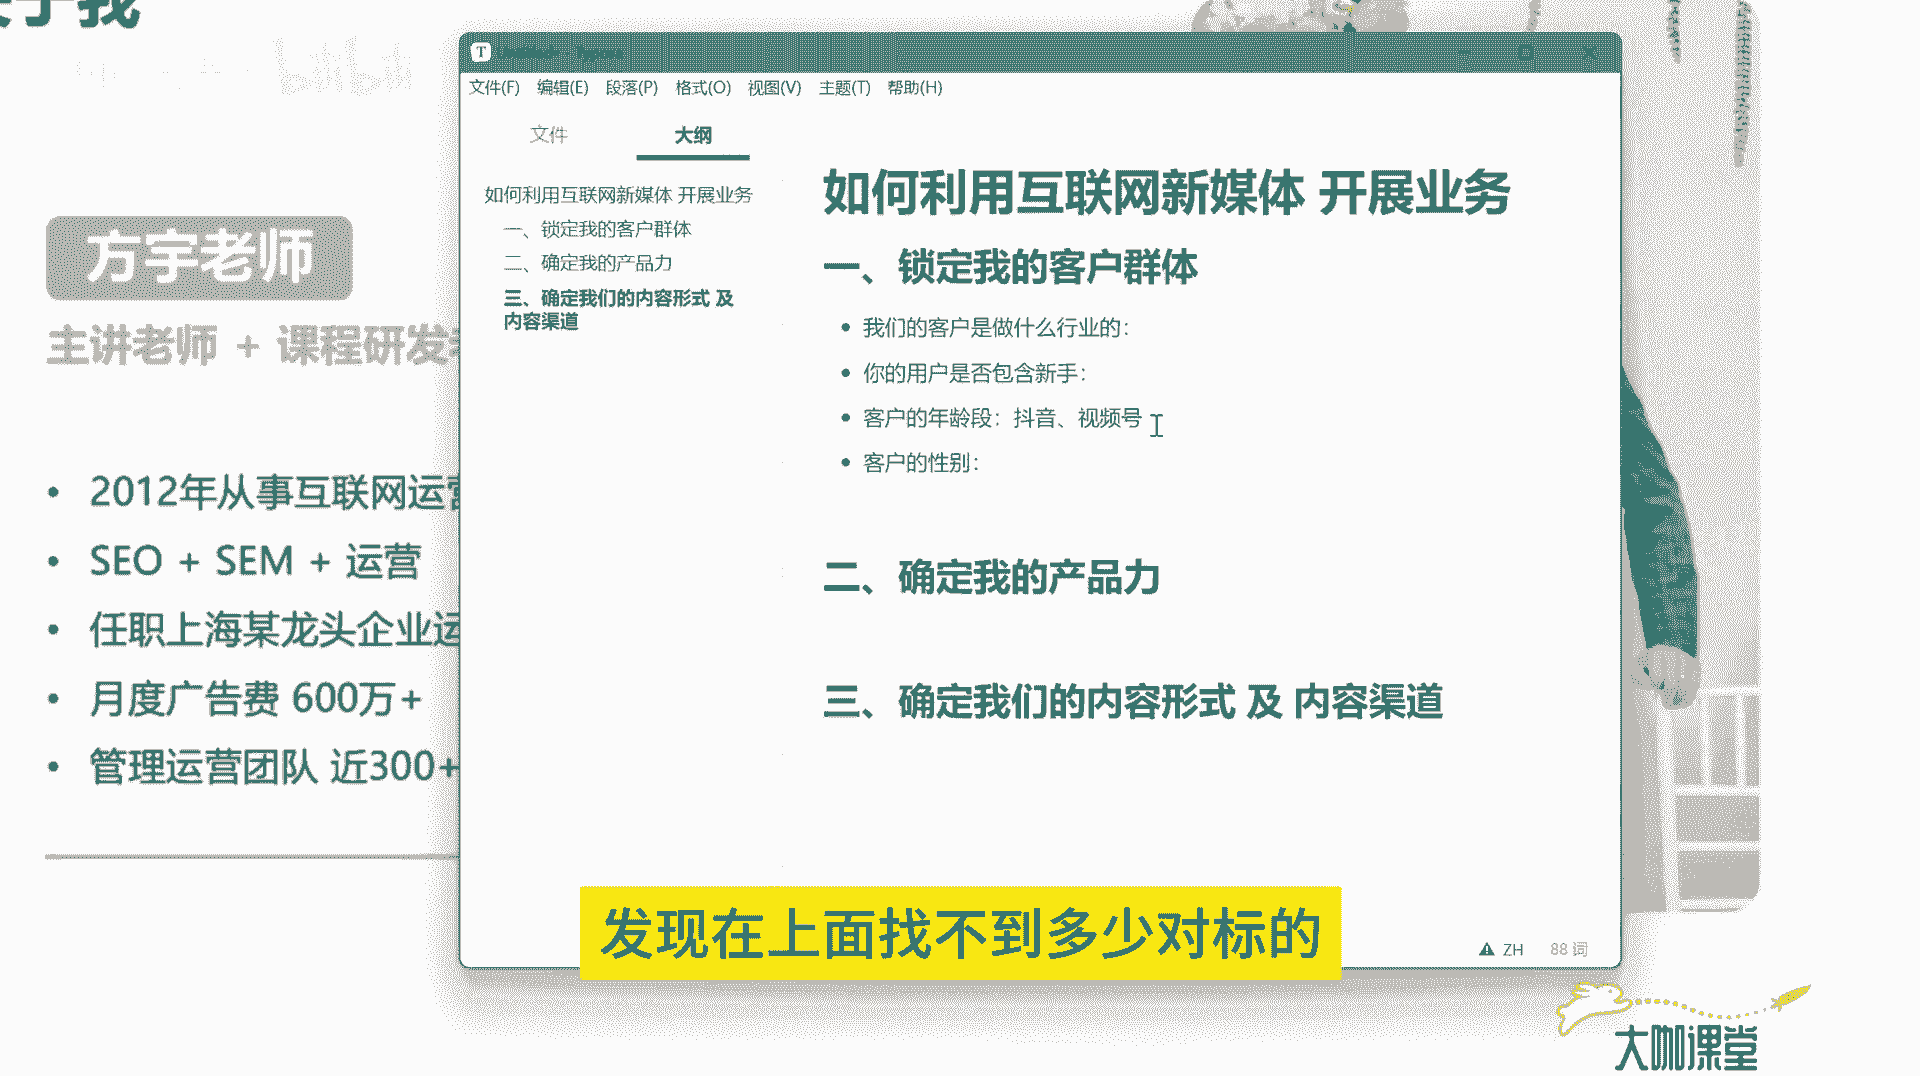 bilibili
方宇老师
主讲老师 + 课程研发
• 2012年从事互联网运营
• SEO + SEM + 运营
• 任职上海某龙头企业运
• 月度广告费 600万+
• 管理运营团队 近300+
文件(F) 编辑(E) 段落(P) 格式(O) 视图(V) 主题(T) 帮助(H)
文件 大纲
如何利用互联网新媒体 开展业务
一、锁定我的客户群体
二、确定我的产品力
三、确定我们的内容形式 及
内容渠道
如何利用互联网新媒体 开展业务
一、锁定我的客户群体
• 我们的客户是做什么行业的：
• 你的用户是否包含新手：
• 客户的年龄段：抖音、视频号
• 客户的性别：
二、确定我的产品力
三、确定我们的内容形式 及 内容渠道
ZH 88 词
发现在上面找不到多少对标的
大咖课堂